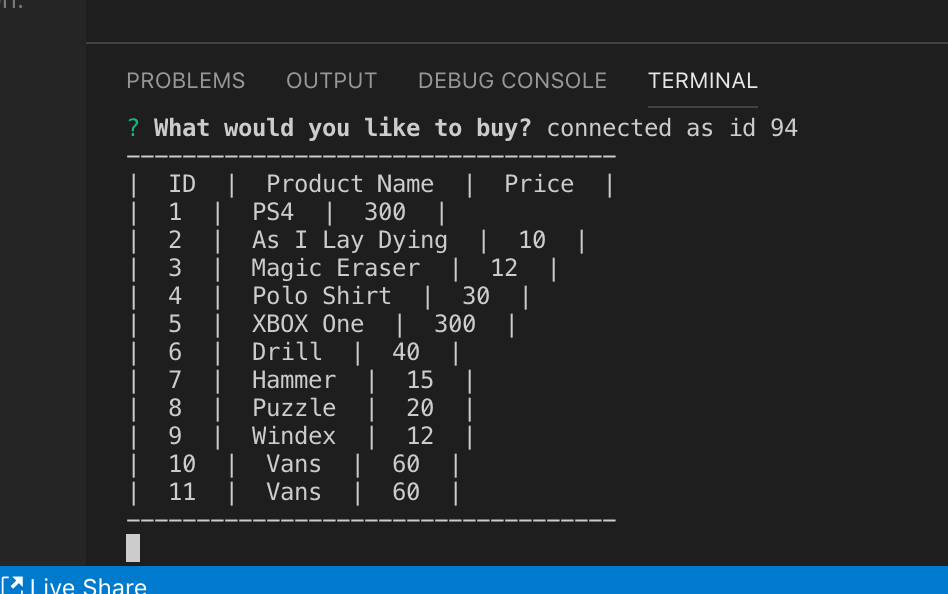 PROBLEMS OUTPUT DEBUG CONSOLE TERMINAL
? What would you like to buy? connected as id 94
-----------------------------------
|  ID  |  Product Name  |  Price  |
|  1  |  PS4  |  300  |
|  2  |  As I Lay Dying  |  10  |
|  3  |  Magic Eraser  |  12  |
|  4  |  Polo Shirt  |  30  |
|  5  |  XBOX One  |  300  |
|  6  |  Drill  |  40  |
|  7  |  Hammer  |  15  |
|  8  |  Puzzle  |  20  |
|  9  |  Windex  |  12  |
|  10  |  Vans  |  60  |
|  11  |  Vans  |  60  |
-----------------------------------
Live Share